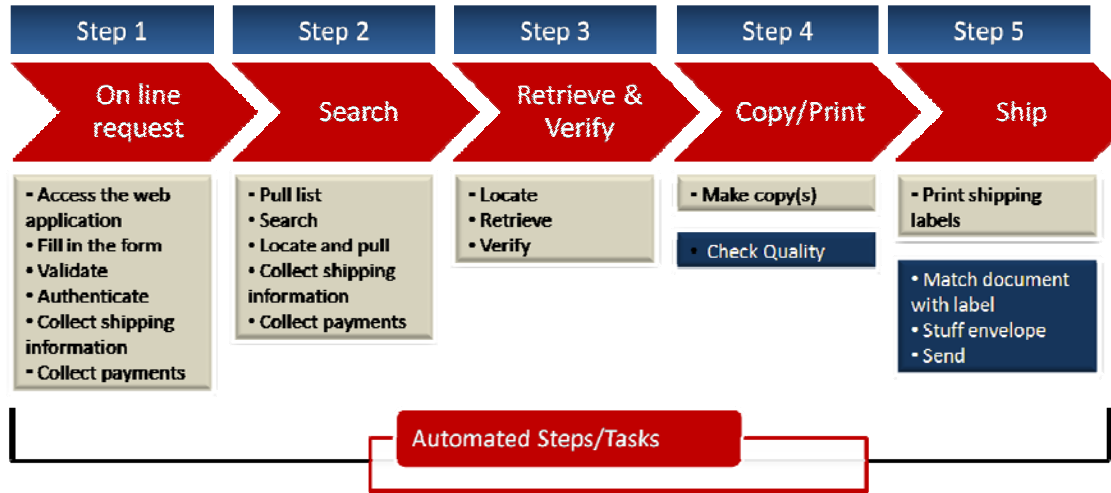 Step 1
Step 2
Step 3
Step 4
Step 5
On line
request
Search
Retrieve &
Verify
Copy/Print
Ship
- Access the web
application
• Fill in the form
- Validate
- Authenticate
• Collect shipping
information
- Collect payments
• Pull list
• Search
• Locate and pull
• Collect shipping
information
• Collect payments
• Locate
• Retrieve
• Verify
- Make copy(s)
• Check Quality
• Print shipping
labels
• Match document
with label
• Stuff envelope
• Send
Automated Steps/Tasks